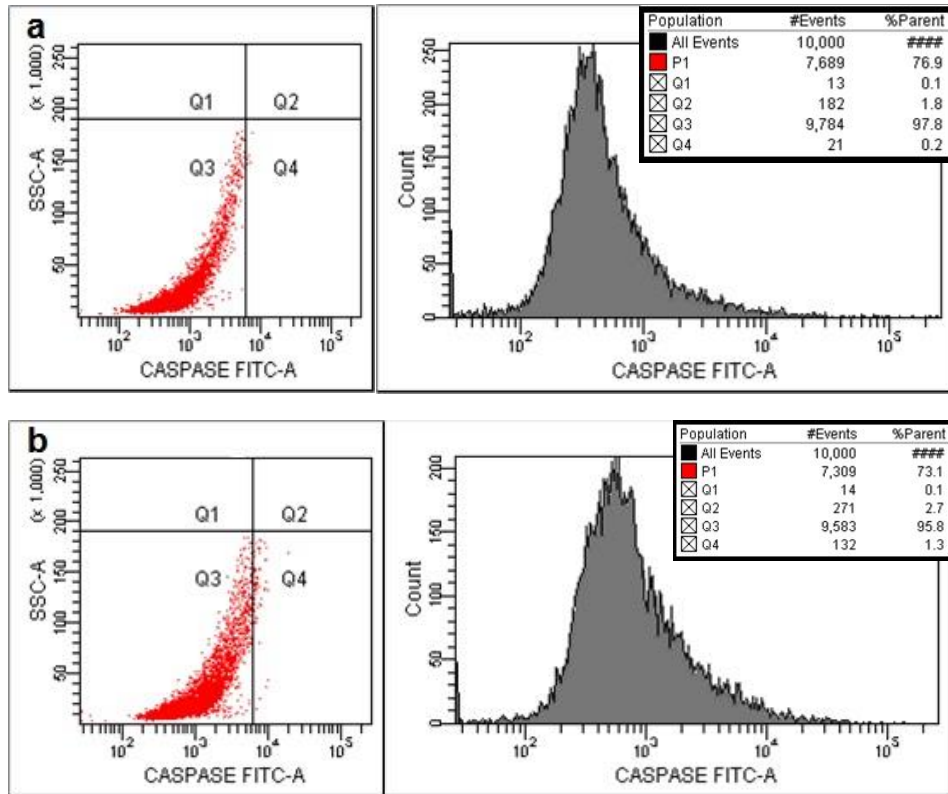 a
(x 1,000)
SSC-A
250
200
150
100
50
Q1 Q2
Q3 Q4
10² 10³ 10⁴ 10⁵
CASPASE FITC-A
Count
250
200
150
100
50
0
10² 10³ 10⁴ 10⁵
CASPASE FITC-A
Population #Events %Parent
All Events 10,000 ####
P1 7,689 76.9
Q1 13 0.1
Q2 182 1.8
Q3 9,784 97.8
Q4 21 0.2
b
(x 1,000)
SSC-A
250
200
150
100
50
Q1 Q2
Q3 Q4
10² 10³ 10⁴ 10⁵
CASPASE FITC-A
Count
200
150
100
50
0
10² 10³ 10⁴ 10⁵
CASPASE FITC-A
Population #Events %Parent
All Events 10,000 ####
P1 7,309 73.1
Q1 14 0.1
Q2 271 2.7
Q3 9,583 95.8
Q4 132 1.3